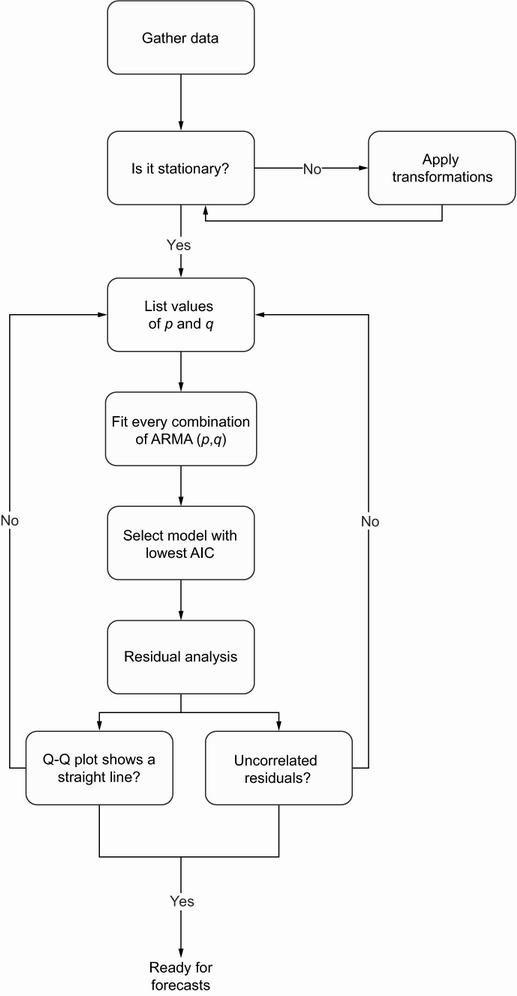 Gather data
Is it stationary?
No
Apply
transformations
Yes
List values
of p and q
Fit every combination
of ARMA (p,q)
No
No
Select model with
lowest AIC
Residual analysis
Q-Q plot shows a
straight line?
Uncorrelated
residuals?
Yes
Ready for
forecasts